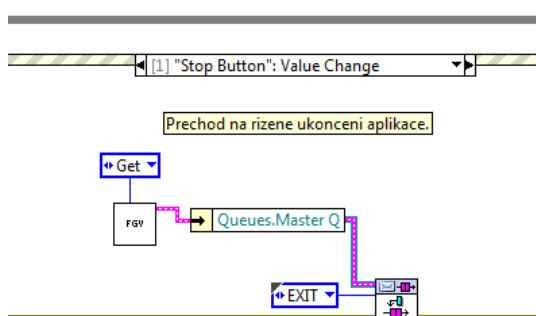 [1] "Stop Button": Value Change
Prechod na rizene ukonceni aplikace.
Get
FGV
Queues.Master Q
EXIT